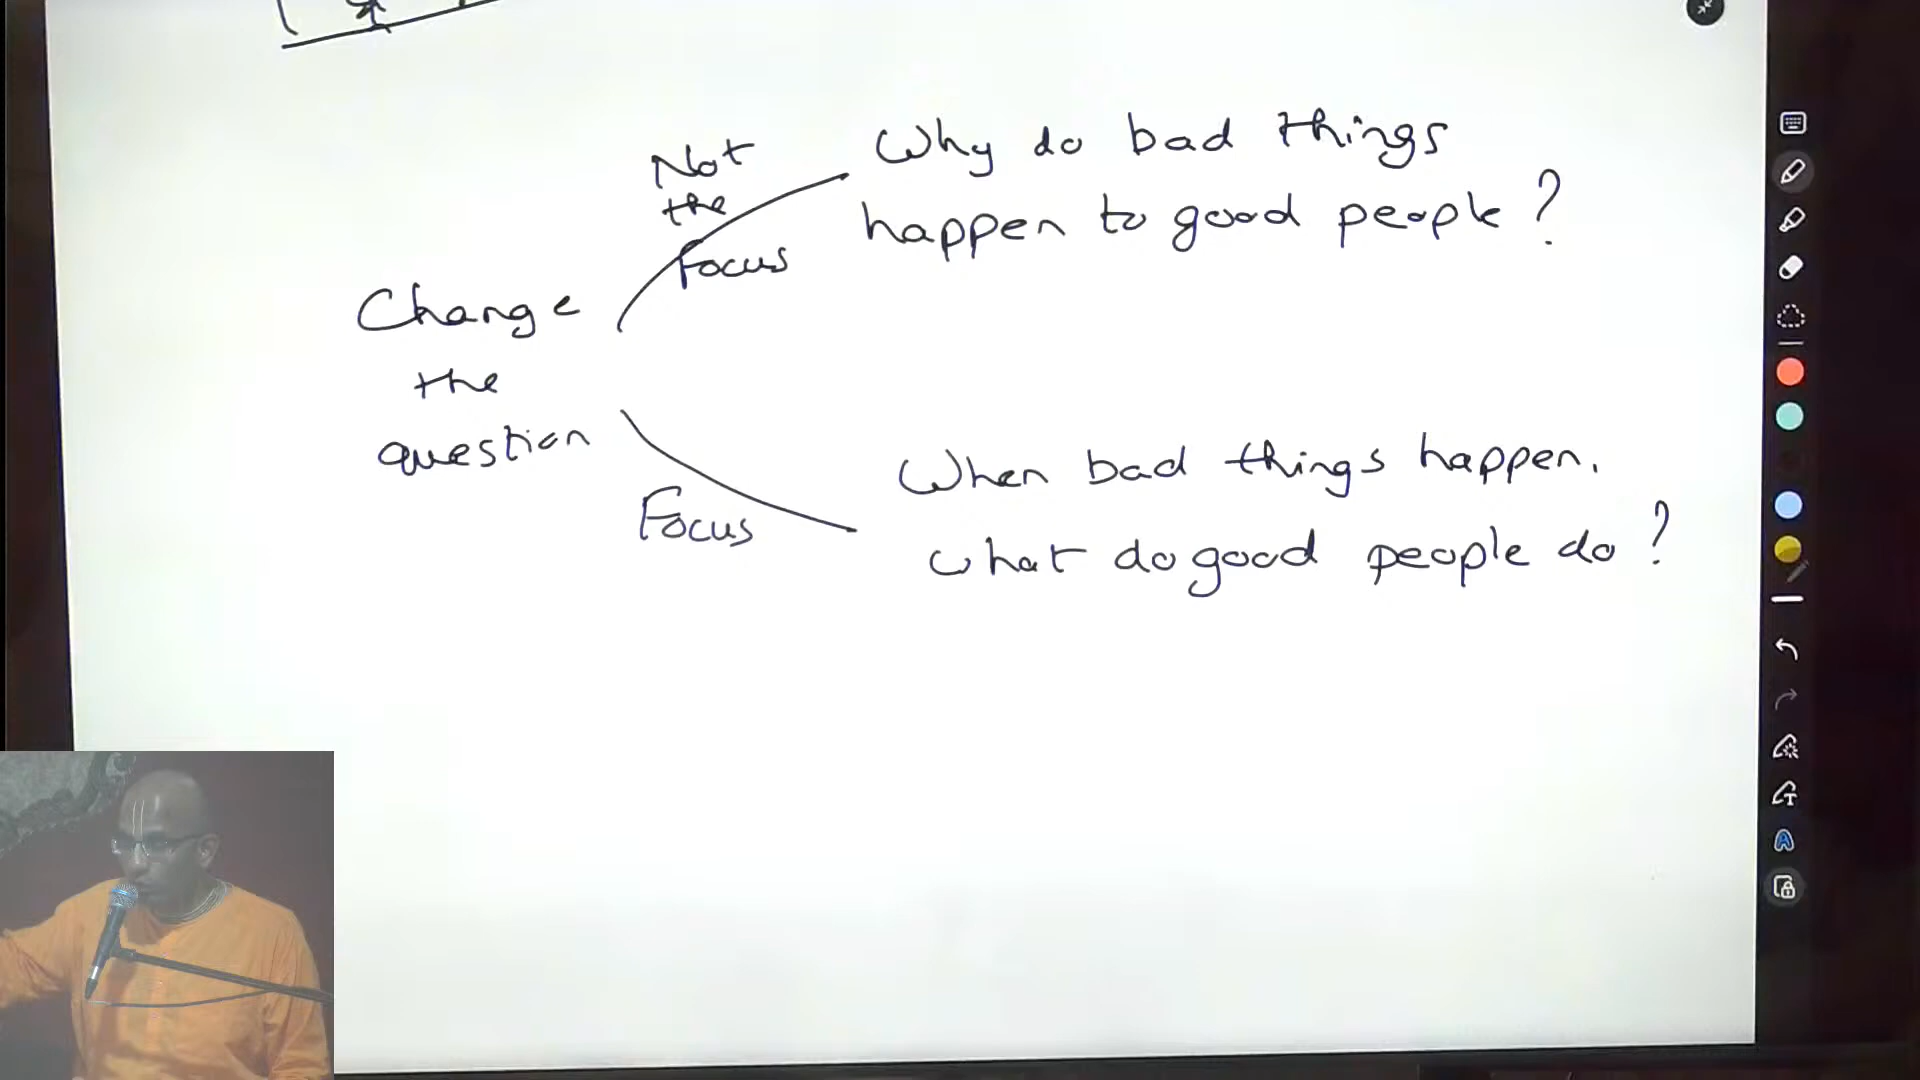 Change
the
question
Not
the
Focus
Why do bad things
happen to good people?
Focus
When bad things happen.
what do good people do?